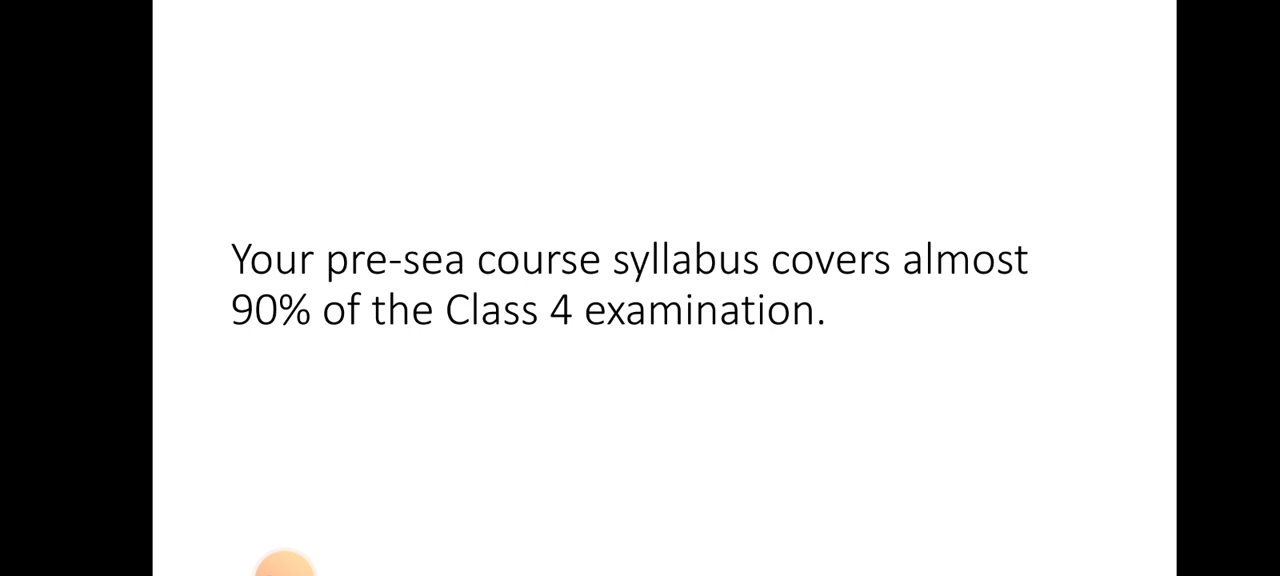 Your pre-sea course syllabus covers almost
90% of the Class 4 examination.